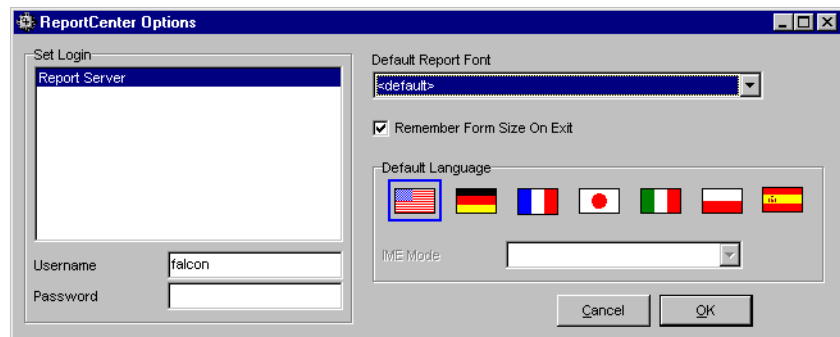 ReportCenter Options
Set Login
Report Server
Username
falcon
Password
Default Report Font
<default>
Remember Form Size On Exit
Default Language
IME Mode
Cancel
OK